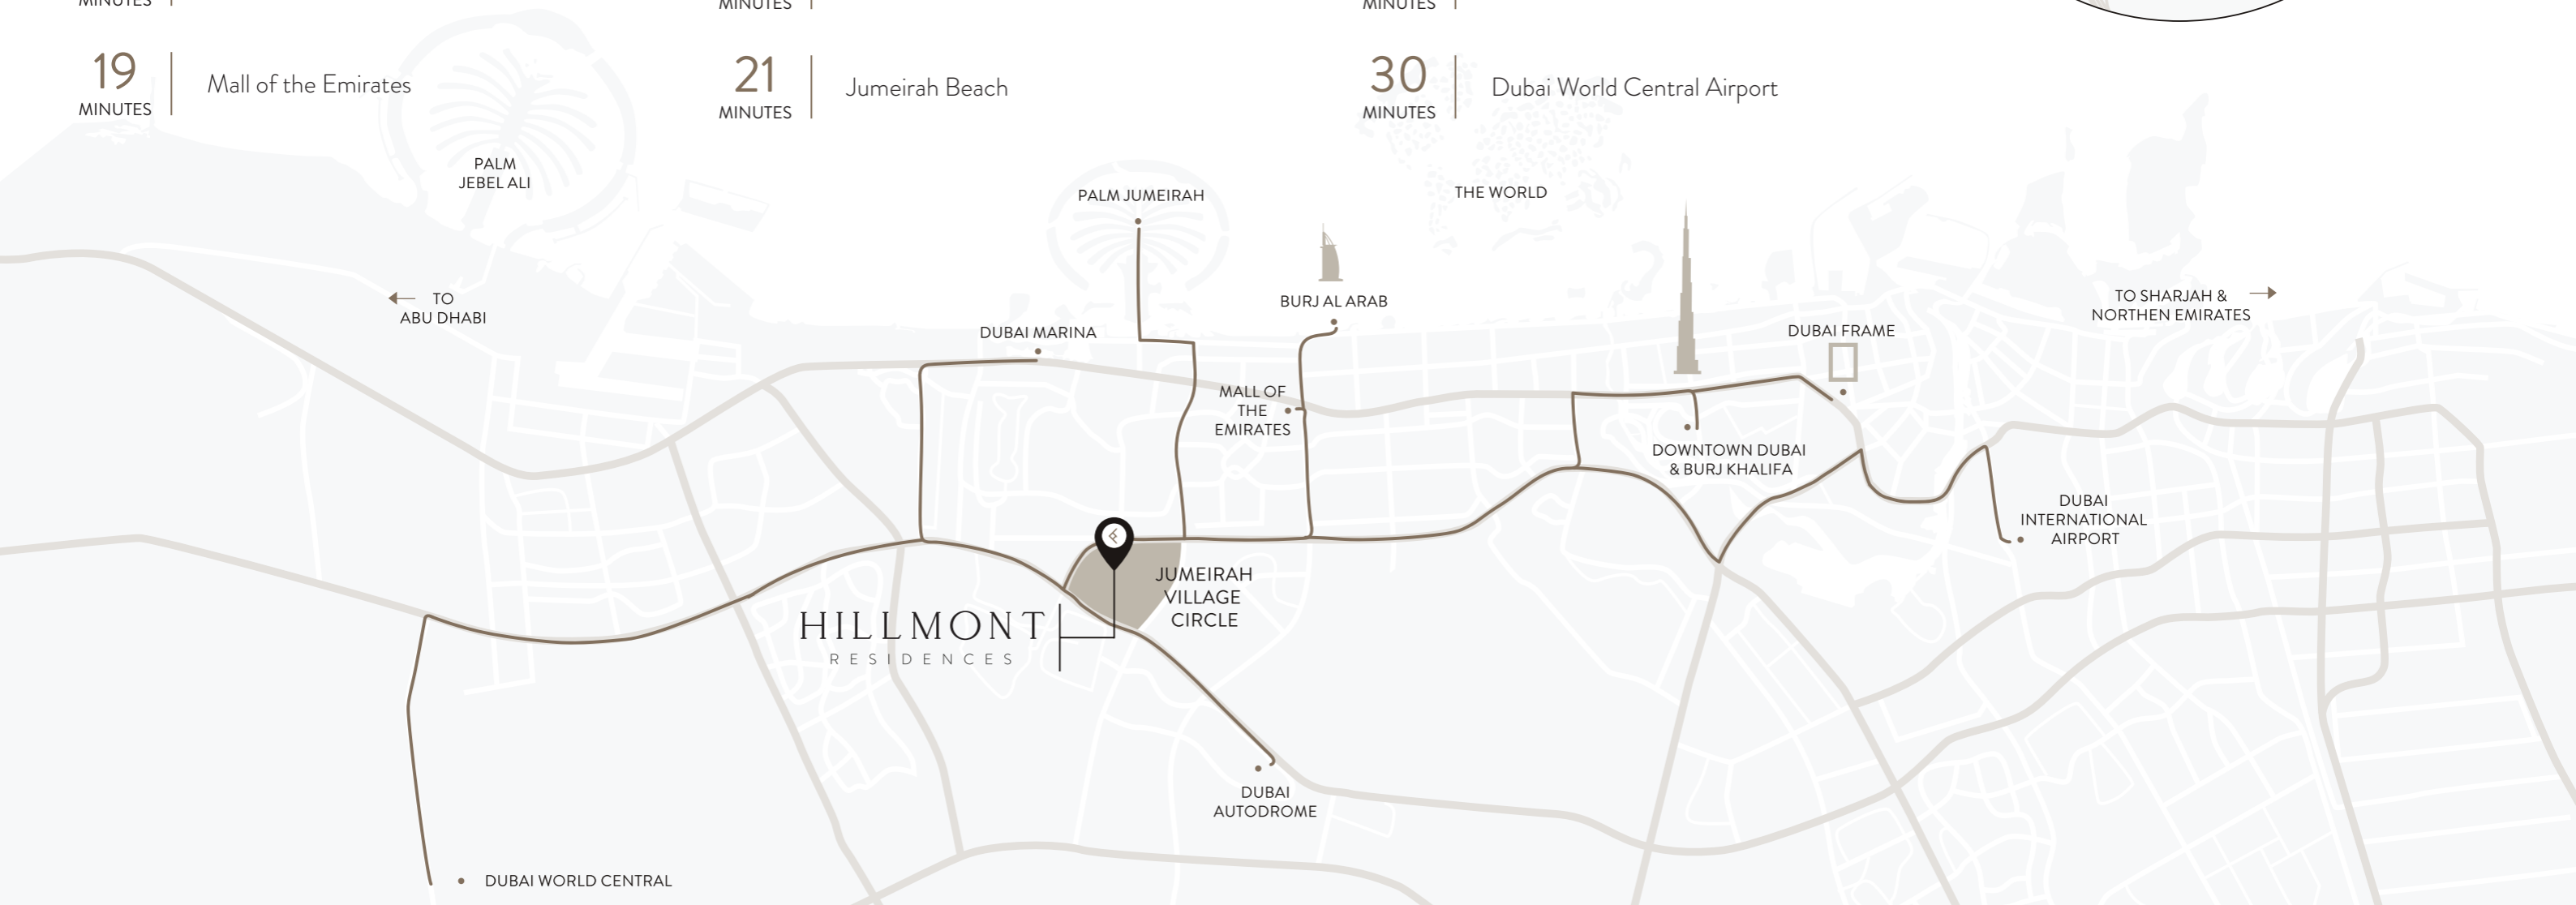 MINUTES
MINUTES
MINUTES
19
MINUTES
Mall of the Emirates
21
MINUTES
Jumeirah Beach
30
MINUTES
Dubai World Central Airport
PALM
JEBEL ALI
PALM JUMEIRAH
THE WORLD
TO
ABU DHABI
BURJ AL ARAB
TO SHARJAH &
NORTHEN EMIRATES
DUBAI MARINA
DUBAI FRAME
MALL OF
THE
EMIRATES
DOWNTOWN DUBAI
& BURJ KHALIFA
DUBAI
INTERNATIONAL
AIRPORT
JUMEIRAH
VILLAGE
CIRCLE
HILLMONT
RESIDENCES
DUBAI
AUTODROME
DUBAI WORLD CENTRAL